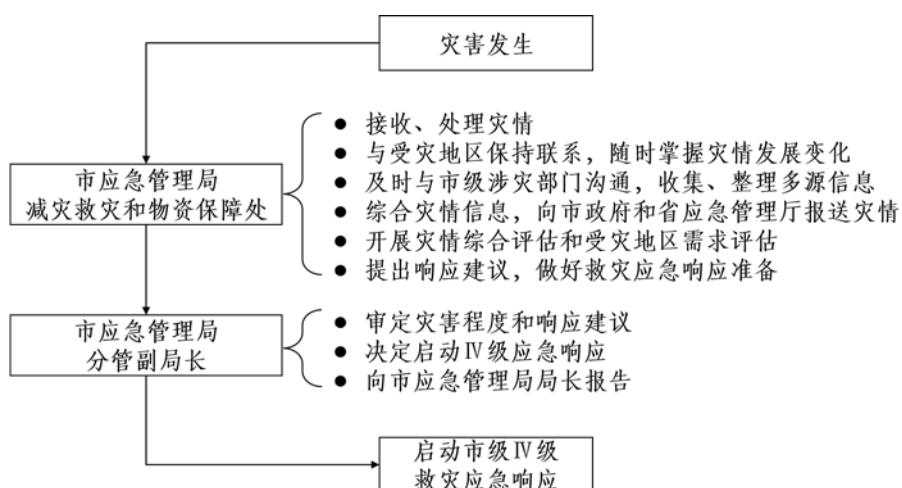 灾害发生
市应急管理局
减灾救灾和物资保障处
● 接收、处理灾情
● 与受灾地区保持联系，随时掌握灾情发展变化
● 及时与市级涉灾部门沟通，收集、整理多源信息
● 综合灾情信息，向市政府和省应急管理厅报送灾情
● 开展灾情综合评估和受灾地区需求评估
● 提出响应建议，做好救灾应急响应准备
市应急管理局
分管副局长
● 审定灾害程度和响应建议
● 决定启动Ⅳ级应急响应
● 向市应急管理局局长报告
启动市级Ⅳ级
救灾应急响应